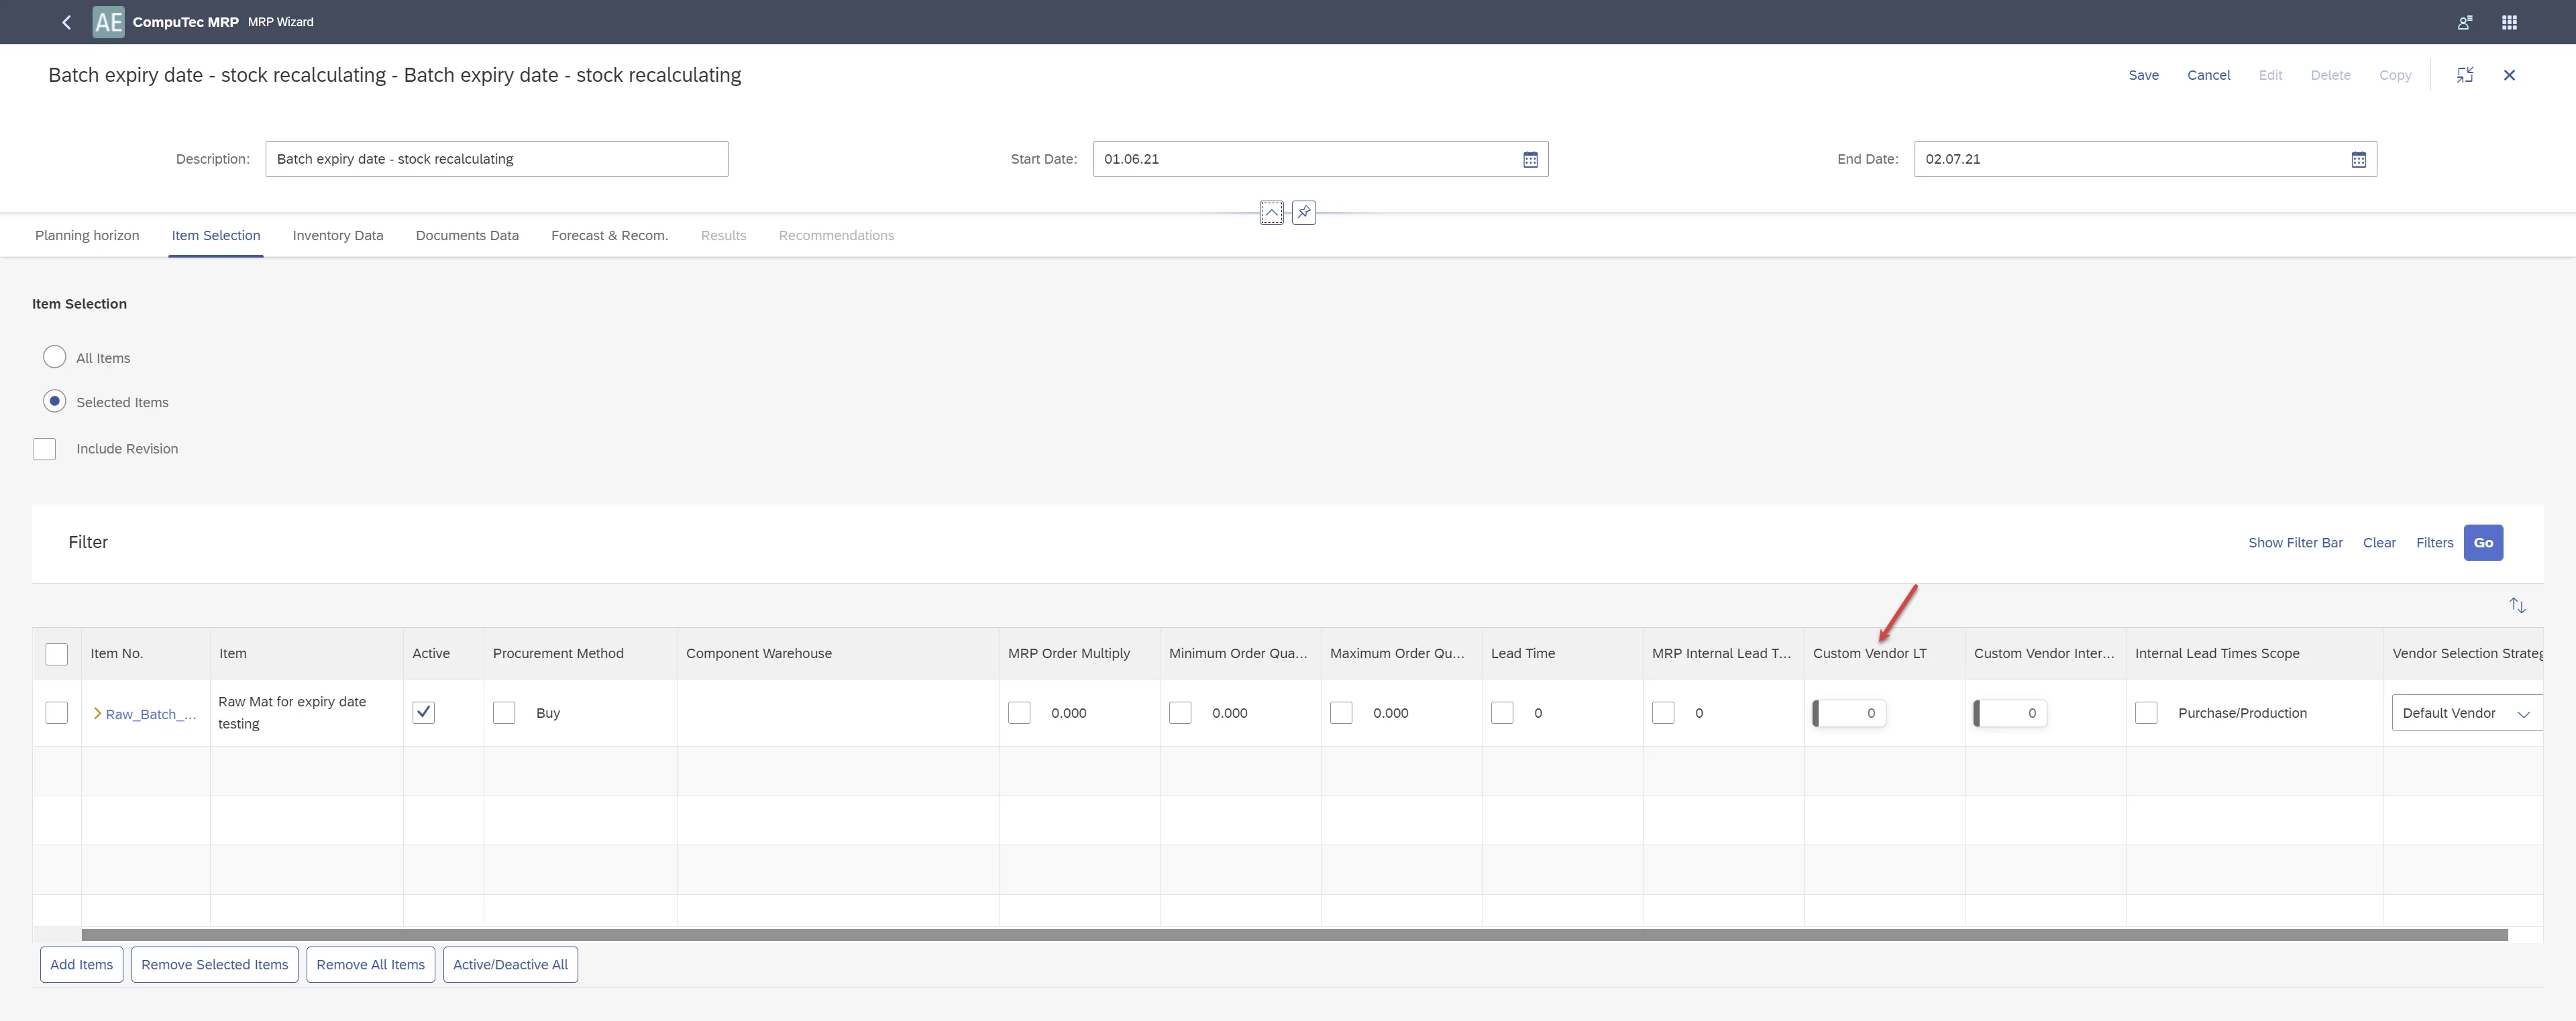 AE CompuTec MRP MRP Wizard
Batch expiry date - stock recalculating - Batch expiry date - stock recalculating
Save Cancel Edit Delete Copy
Description: Batch expiry date - stock recalculating Start Date: 01.06.21 End Date: 02.07.21
Planning horizon Item Selection Inventory Data Documents Data Forecast & Recom. Results Recommendations
Item Selection
All Items
Selected Items
Include Revision
Filter Show Filter Bar Clear Filters Go
Item No. Item Active Procurement Method Component Warehouse MRP Order Multiply Minimum Order Qua... Maximum Order Qu... Lead Time MRP Internal Lead T... Custom Vendor LT Custom Vendor Inter... Internal Lead Times Scope Vendor Selection Strateg
Raw_Batch_... Raw Mat for expiry date
testing
Buy 0.000 0.000 0.000 0 0 0 0 Purchase/Production Default Vendor
Add Items Remove Selected Items Remove All Items Active/Deactive All